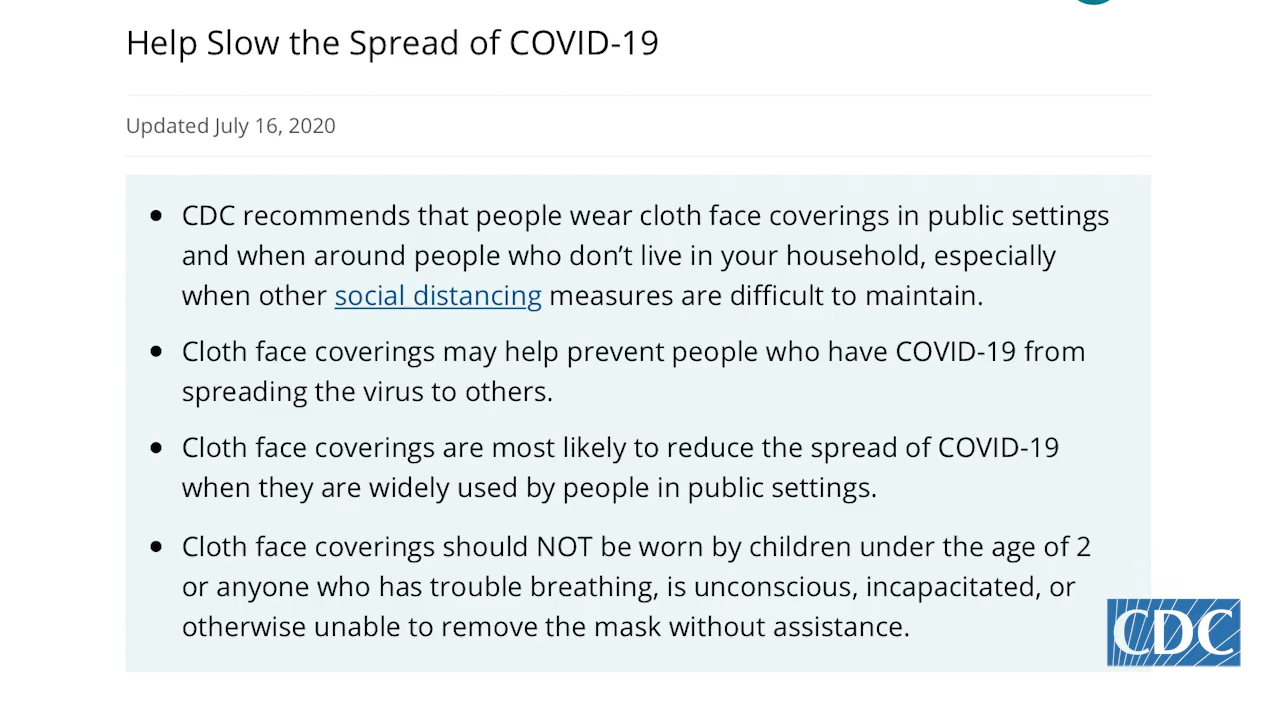 Help Slow the Spread of COVID-19
Updated July 16, 2020
• CDC recommends that people wear cloth face coverings in public settings
and when around people who don’t live in your household, especially
when other social distancing measures are difficult to maintain.
• Cloth face coverings may help prevent people who have COVID-19 from
spreading the virus to others.
• Cloth face coverings are most likely to reduce the spread of COVID-19
when they are widely used by people in public settings.
• Cloth face coverings should NOT be worn by children under the age of 2
or anyone who has trouble breathing, is unconscious, incapacitated, or
otherwise unable to remove the mask without assistance.
CDC